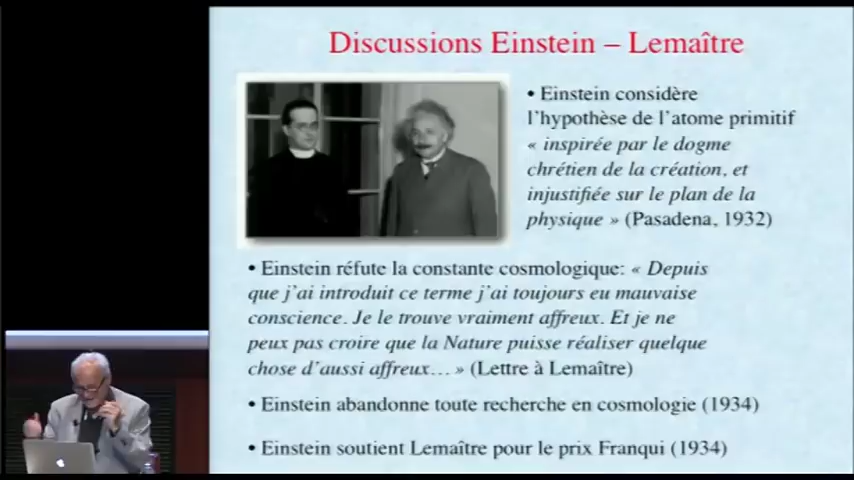 Discussions Einstein – Lemaître
• Einstein considère
l'hypothèse de l'atome primitif
« inspirée par le dogme
chrétien de la création, et
injustifiée sur le plan de la
physique » (Pasadena, 1932)
• Einstein réfute la constante cosmologique: « Depuis
que j'ai introduit ce terme j'ai toujours eu mauvaise
conscience. Je le trouve vraiment affreux. Et je ne
peux pas croire que la Nature puisse réaliser quelque
chose d'aussi affreux… » (Lettre à Lemaître)
• Einstein abandonne toute recherche en cosmologie (1934)
• Einstein soutient Lemaître pour le prix Franqui (1934)